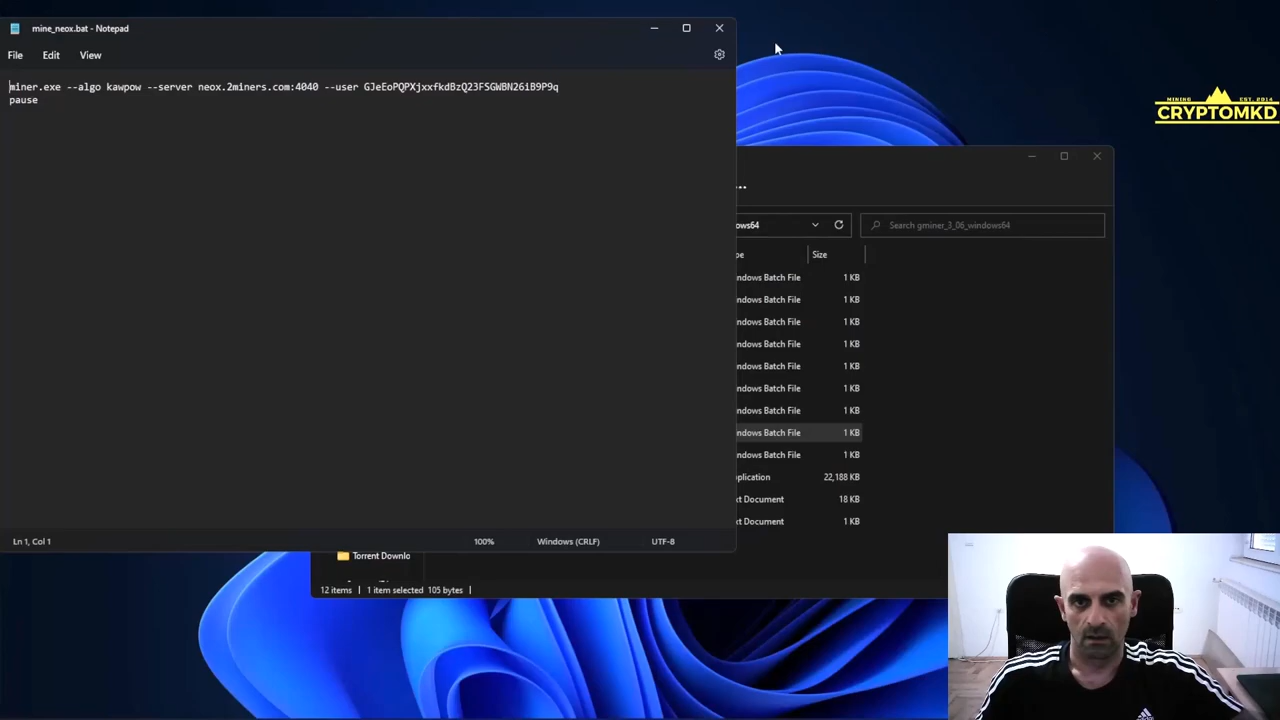 mine_neox.bat - Notepad
File Edit View
miner.exe --algo kawpow --server neox.2miners.com:4040 --user GJeEoPQPXjxxfkdBzQ23FSGWBN26iB9P9q
pause
MINING EST. 2014
CRYPTOMKD
...
ows64
Search gminer_3_06_windows64
pe Size
ndows Batch File 1 KB
ndows Batch File 1 KB
ndows Batch File 1 KB
ndows Batch File 1 KB
ndows Batch File 1 KB
ndows Batch File 1 KB
ndows Batch File 1 KB
ndows Batch File 1 KB
ndows Batch File 1 KB
plication 22,188 KB
xt Document 18 KB
xt Document 1 KB
Ln 1, Col 1 100% Windows (CRLF) UTF-8
Torrent Downlo
12 items 1 item selected 105 bytes